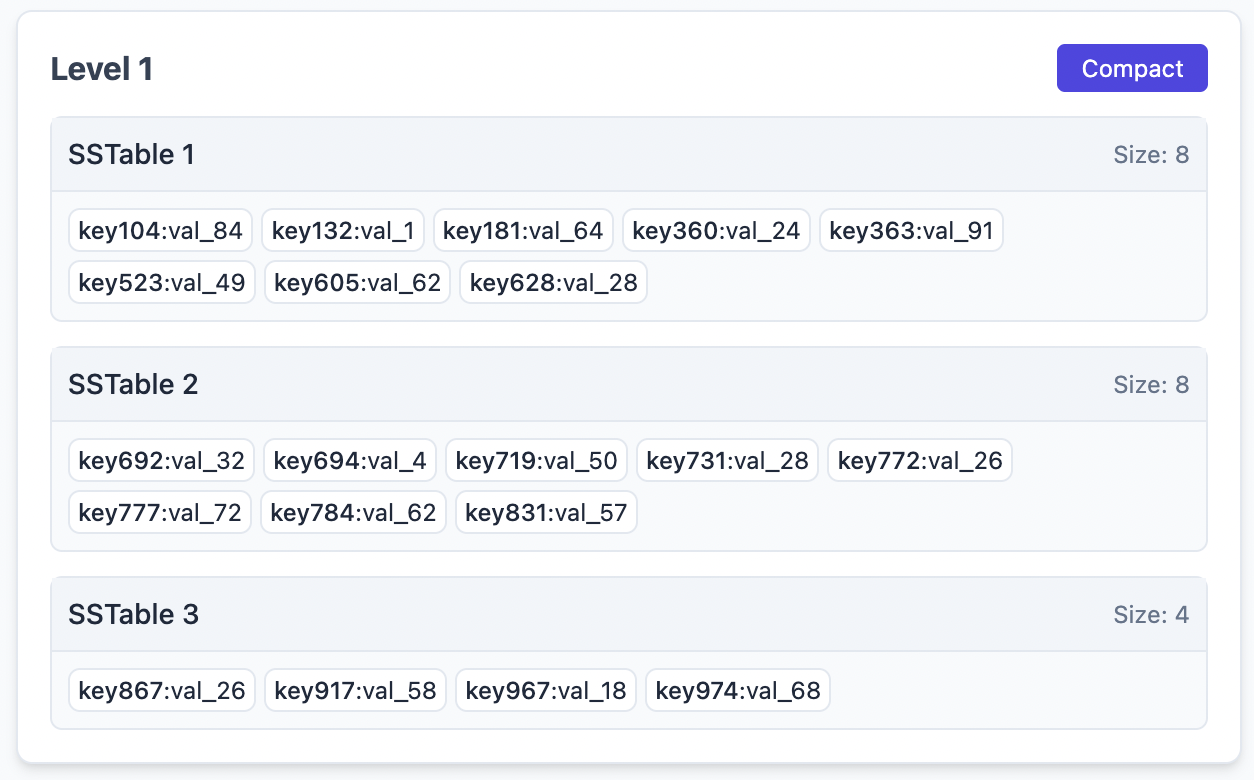 Level 1
Compact
SSTable 1
Size: 8
key104:val_84 key132:val_1 key181:val_64 key360:val_24 key363:val_91
key523:val_49 key605:val_62 key628:val_28
SSTable 2
Size: 8
key692:val_32 key694:val_4 key719:val_50 key731:val_28 key772:val_26
key777:val_72 key784:val_62 key831:val_57
SSTable 3
Size: 4
key867:val_26 key917:val_58 key967:val_18 key974:val_68